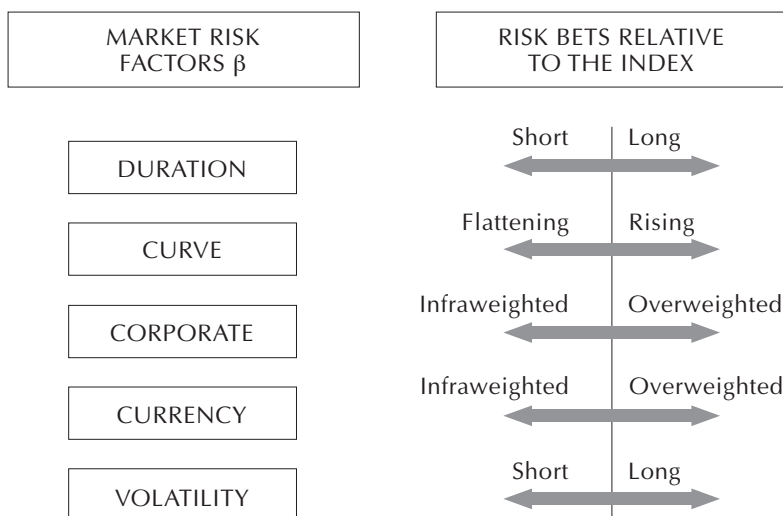 MARKET RISK
FACTORS β
RISK BETS RELATIVE
TO THE INDEX
DURATION
Short Long
CURVE
Flattening Rising
CORPORATE
Infraweighted Overweighted
CURRENCY
Infraweighted Overweighted
VOLATILITY
Short Long